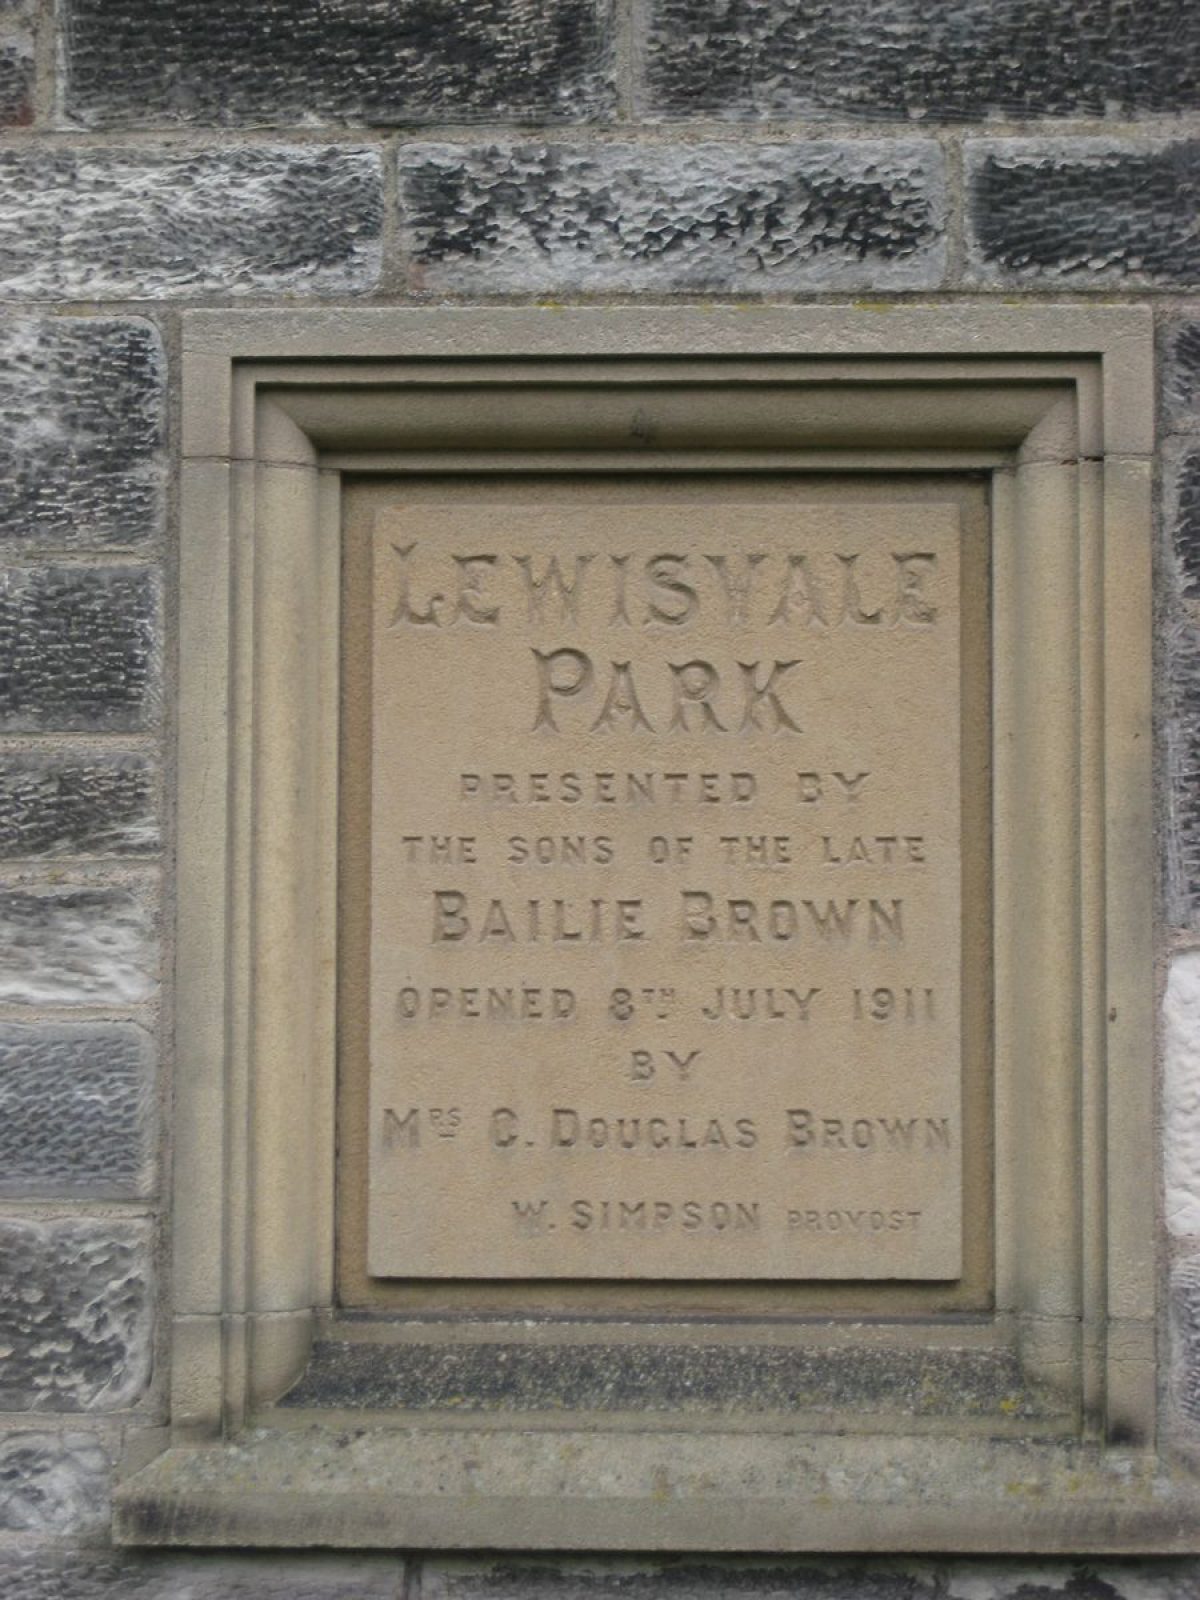 LEWISVALE
PARK
PRESENTED BY
THE SONS OF THE LATE
BAILIE BROWN
OPENED 8TH JULY 1911
BY
MRS C. DOUGLAS BROWN
W. SIMPSON PROVOST